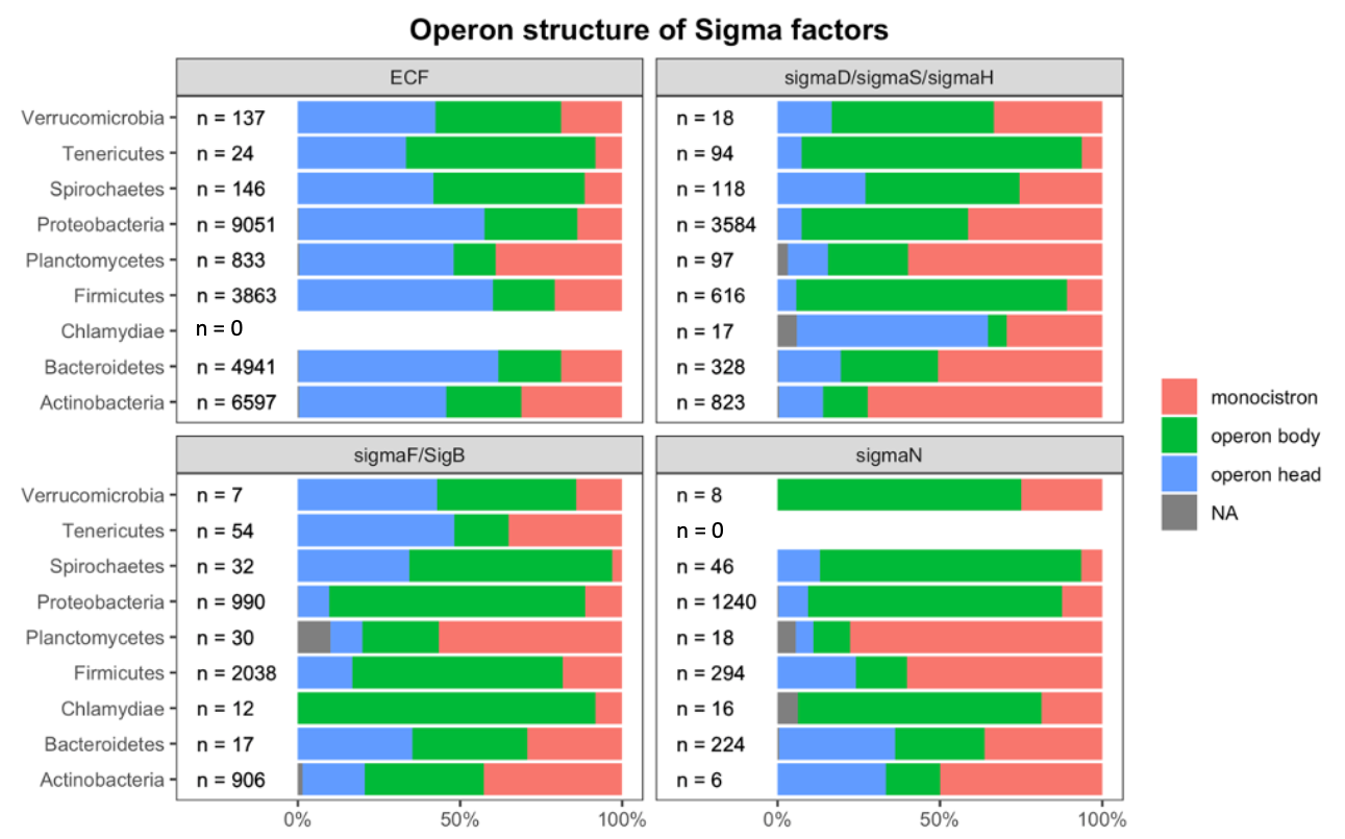 Operon structure of Sigma factors
ECF
sigmaD/sigmaS/sigmaH
Verrucomicrobia n = 137 n = 18
Tenericutes n = 24 n = 94
Spirochaetes n = 146 n = 118
Proteobacteria n = 9051 n = 3584
Planctomycetes n = 833 n = 97
Firmicutes n = 3863 n = 616
Chlamydiae n = 0 n = 17
Bacteroidetes n = 4941 n = 328
Actinobacteria n = 6597 n = 823
sigmaF/SigB
sigmaN
Verrucomicrobia n = 7 n = 8
Tenericutes n = 54 n = 0
Spirochaetes n = 32 n = 46
Proteobacteria n = 990 n = 1240
Planctomycetes n = 30 n = 18
Firmicutes n = 2038 n = 294
Chlamydiae n = 12 n = 16
Bacteroidetes n = 17 n = 224
Actinobacteria n = 906 n = 6
0% 50% 100% 0% 50% 100%
monocistron
operon body
operon head
NA